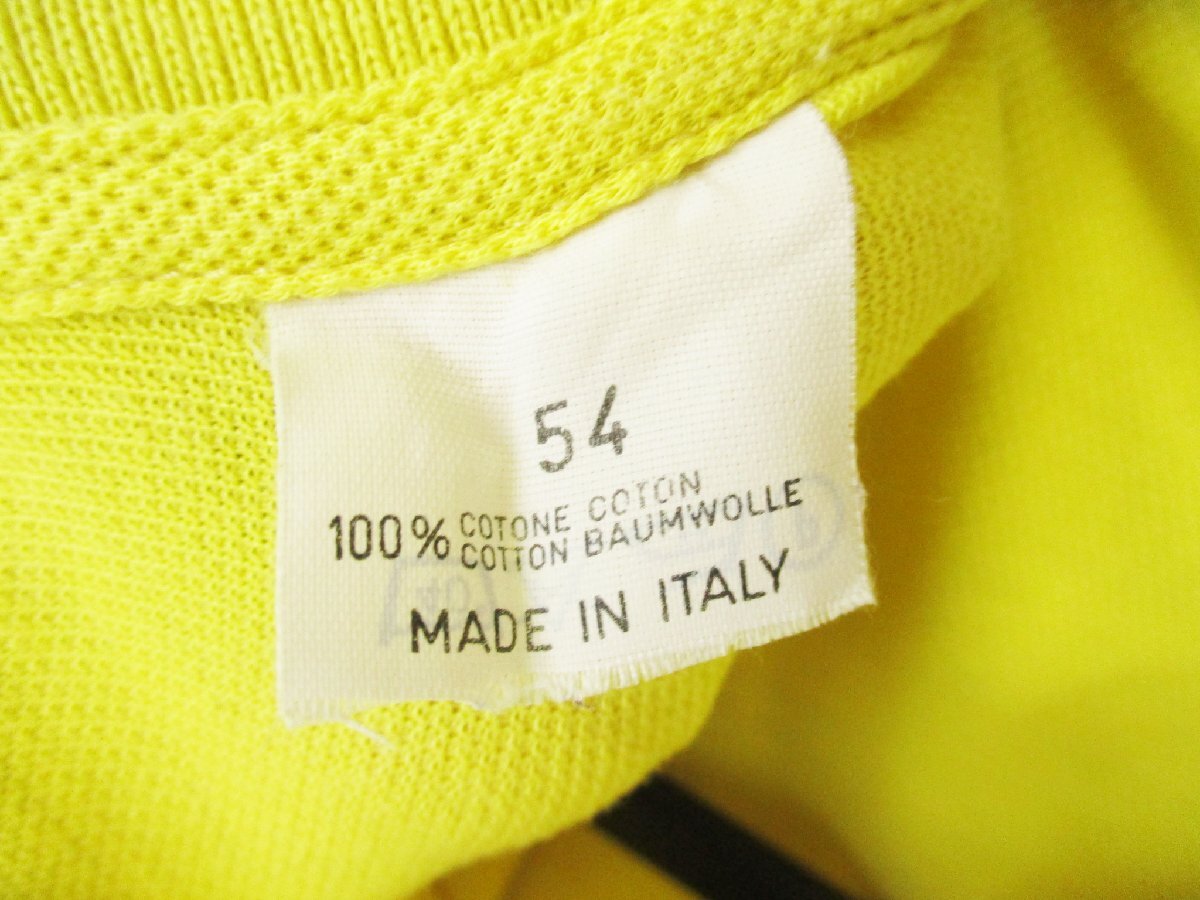 54
100% COTONE COTON
COTTON BAUMWOLLE
MADE IN ITALY